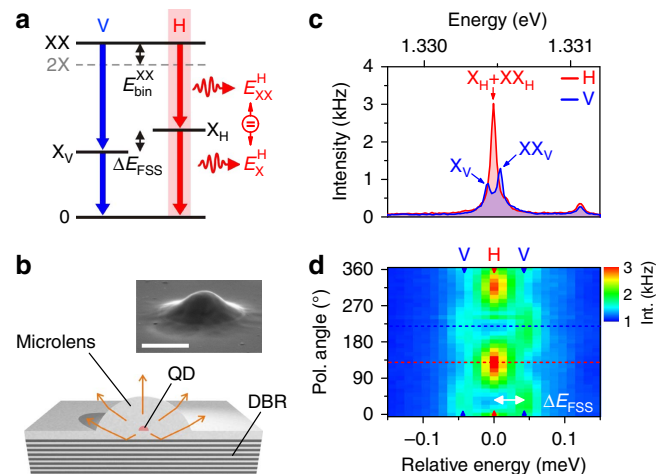 a
V
H
XX
2X
E_bin^XX
E_XX^H
=
X_H
X_V
ΔE_FSS
E_X^H
0
b
Microlens
QD
DBR
c
Energy (eV)
1.330
1.331
X_H+XX_H
H
V
X_V
XX_V
Intensity (kHz)
4
3
2
1
0
d
V
H
V
360
270
180
90
0
Pol. angle (°)
ΔE_FSS
3
2
1
Int. (kHz)
−0.1
0.0
0.1
Relative energy (meV)